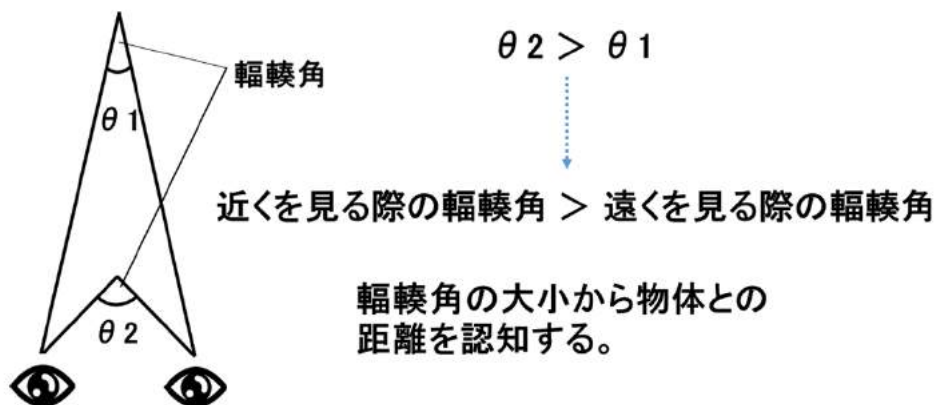 輻輳角
θ1
θ2
θ2＞θ1
近くを見る際の輻輳角 ＞ 遠くを見る際の輻輳角
輻輳角の大小から物体との
距離を認知する。